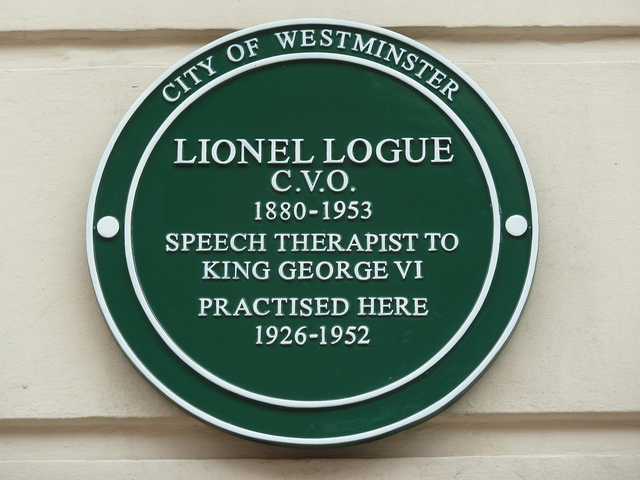 CITY OF WESTMINSTER
LIONEL LOGUE
C.V.O.
1880-1953
SPEECH THERAPIST TO
KING GEORGE VI
PRACTISED HERE
1926-1952